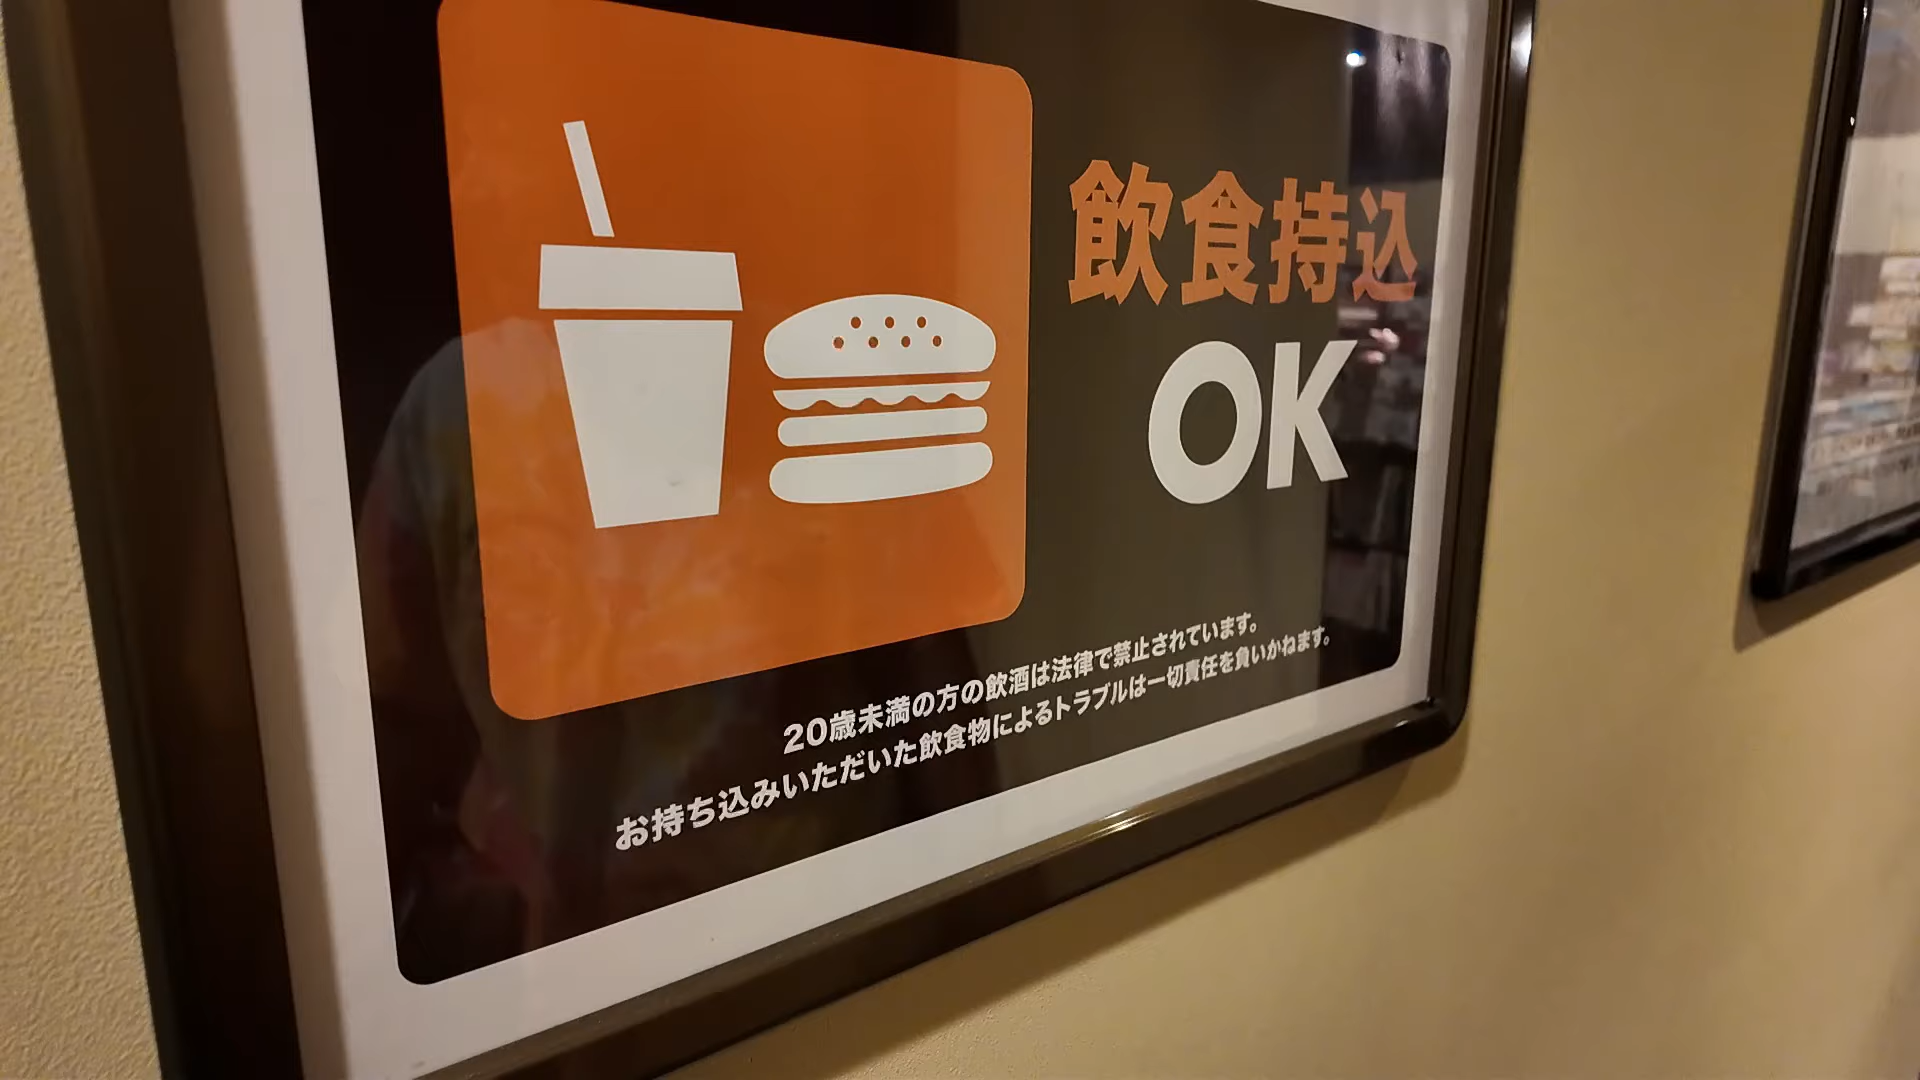 飲食持込
OK
20歳未満の方の飲酒は法律で禁止されています。
お持ち込みいただいた飲食物によるトラブルは一切責任を負いかねます。